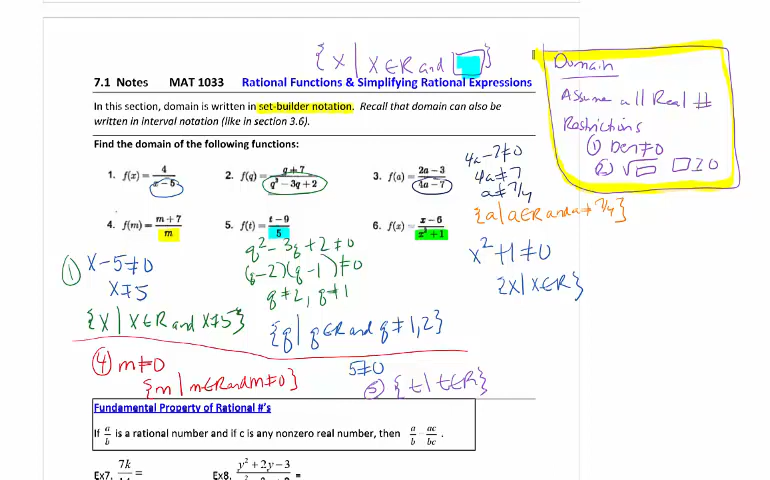 {x | x∈R and }
7.1 Notes MAT 1033 Rational Functions & Simplifying Rational Expressions
In this section, domain is written in set-builder notation. Recall that domain can also be
written in interval notation (like in section 3.6).
Find the domain of the following functions:
Domain
Assume all Real #
Restrictions
① Den≠0
② √□ □≥0
1. f(x) = 4/(x−5)
2. f(q) = (q+7)/(q²−3q+2)
3. f(a) = (2a−3)/(4a−7)
4a−7≠0
4a≠7
a≠7/4
{a | a∈R and a≠7/4}
4. f(m) = (m+7)/m
5. f(t) = (t−9)/5
6. f(x) = (x−6)/(x²+1)
① x−5≠0
x≠5
{x | x∈R and x≠5}
q²−3q+2≠0
(q−2)(q−1)≠0
q≠2, q≠1
{q | q∈R and q≠1,2}
x²+1≠0
{x | x∈R}
④ m≠0
{m | m∈R and m≠0}
5≠0
⑤ {t | t∈R}
Fundamental Property of Rational #'s
If a/b is a rational number and if c is any nonzero real number, then a/b = ac/bc.
Ex7. 7k =
Ex8. y²+2y−3 =